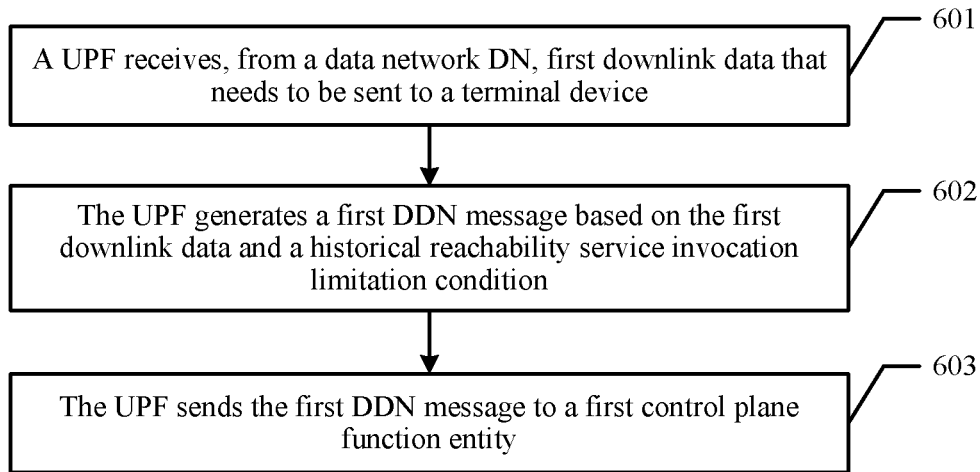 601
A UPF receives, from a data network DN, first downlink data that
needs to be sent to a terminal device
602
The UPF generates a first DDN message based on the first
downlink data and a historical reachability service invocation
limitation condition
603
The UPF sends the first DDN message to a first control plane
function entity